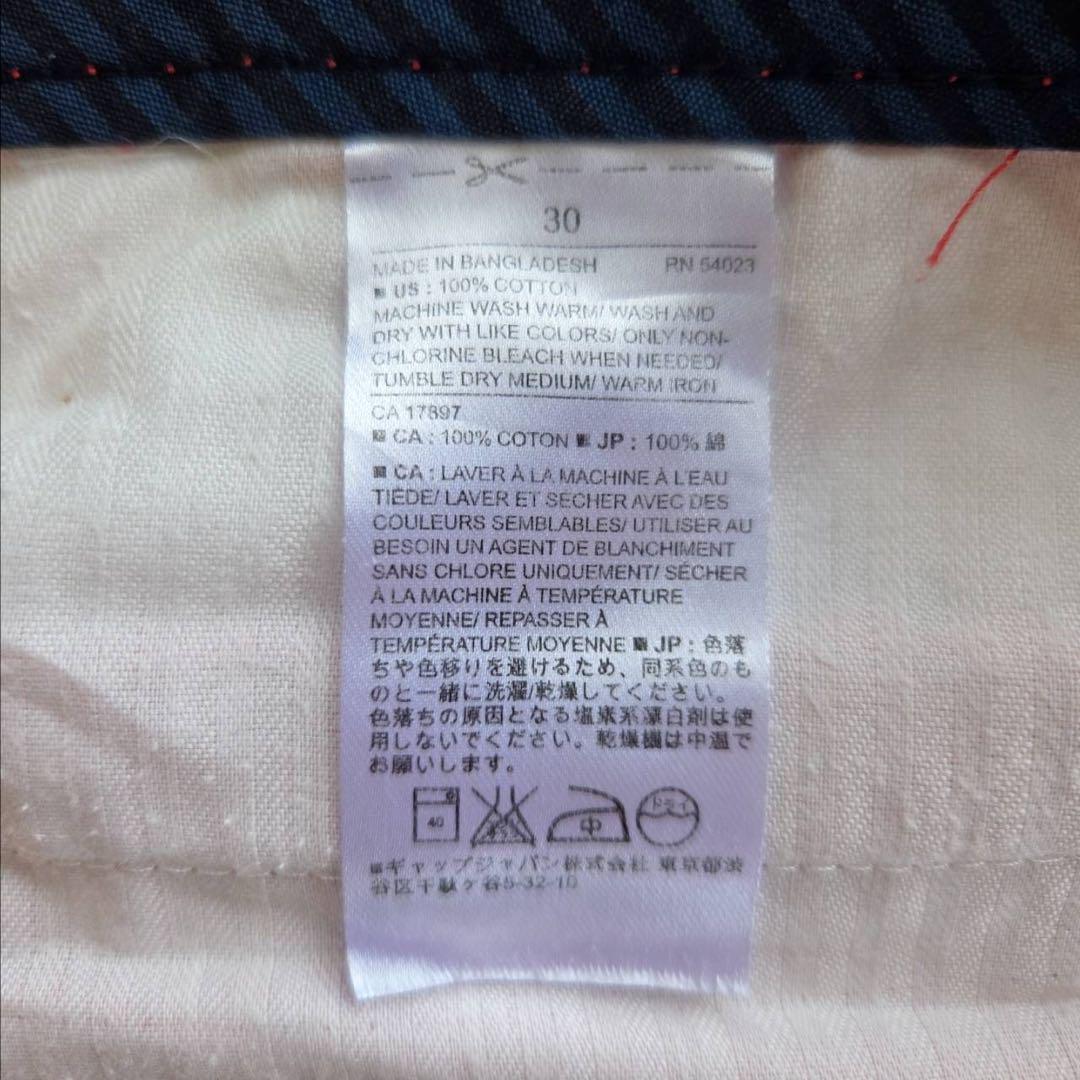 30
MADE IN BANGLADESH RN 54023
US : 100% COTTON
MACHINE WASH WARM/ WASH AND
DRY WITH LIKE COLORS/ ONLY NON-
CHLORINE BLEACH WHEN NEEDED/
TUMBLE DRY MEDIUM/ WARM IRON
CA 17897
CA : 100% COTON JP : 100% 綿
CA : LAVER À LA MACHINE À L'EAU
TIÈDE/ LAVER ET SÉCHER AVEC DES
COULEURS SEMBLABLES/ UTILISER AU
BESOIN UN AGENT DE BLANCHIMENT
SANS CHLORE UNIQUEMENT/ SÉCHER
À LA MACHINE À TEMPÉRATURE
MOYENNE/ REPASSER À
TEMPÉRATURE MOYENNE JP : 色落
ちや色移りを避けるため、同系色のも
のと一緒に洗濯/乾燥してください。
色落ちの原因となる塩素系漂白剤は使
用しないでください。乾燥機は中温で
お願いします。
40 中 ドライ
ギャップジャパン株式会社 東京都渋
谷区千駄ヶ谷5-32-10